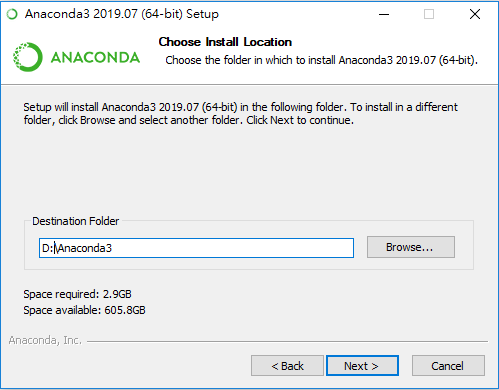 Anaconda3 2019.07 (64-bit) Setup
ANACONDA
Choose Install Location
Choose the folder in which to install Anaconda3 2019.07 (64-bit).
Setup will install Anaconda3 2019.07 (64-bit) in the following folder. To install in a different
folder, click Browse and select another folder. Click Next to continue.
Destination Folder
D:\Anaconda3
Browse...
Space required: 2.9GB
Space available: 605.8GB
Anaconda, Inc.
< Back
Next >
Cancel